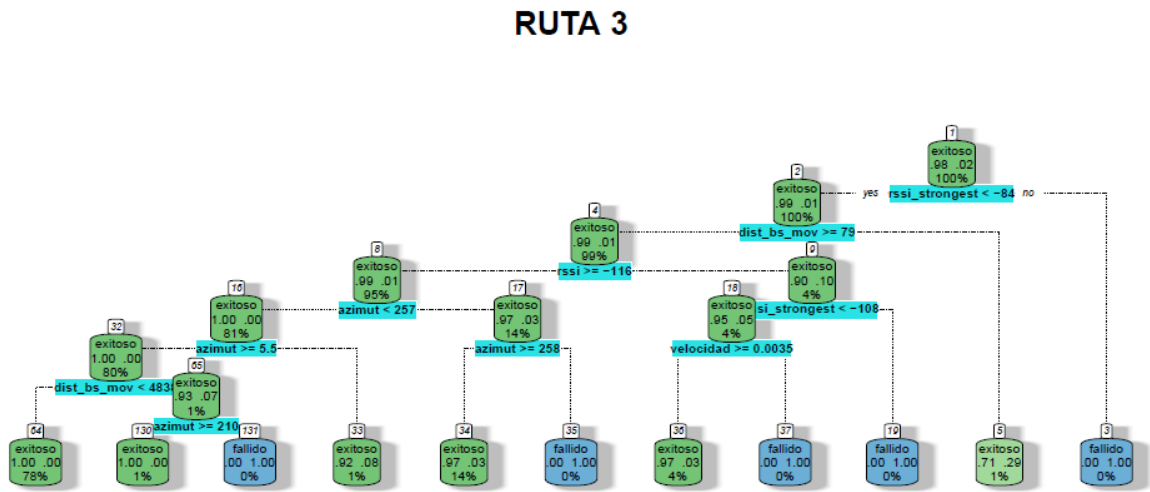 RUTA 3
1
exitoso
.98 .02
100%
yes rssi_strongest < −84 no
2
exitoso
.99 .01
100%
dist_bs_mov >= 79
4
exitoso
.99 .01
99%
rssi >= −116
8
exitoso
.99 .01
95%
azimut < 257
9
exitoso
.90 .10
4%
si_strongest < −108
16
exitoso
1.00 .00
81%
azimut >= 5.5
17
exitoso
.97 .03
14%
azimut >= 258
18
exitoso
.95 .05
4%
velocidad >= 0.0035
32
exitoso
1.00 .00
80%
dist_bs_mov < 4838
65
exitoso
.93 .07
1%
azimut >= 210
64
exitoso
1.00 .00
78%
130
exitoso
1.00 .00
1%
131
fallido
.00 1.00
0%
33
exitoso
.92 .08
1%
34
exitoso
.97 .03
14%
35
fallido
.00 1.00
0%
36
exitoso
.97 .03
4%
37
fallido
.00 1.00
0%
19
fallido
.00 1.00
0%
5
exitoso
.71 .29
1%
3
fallido
.00 1.00
0%